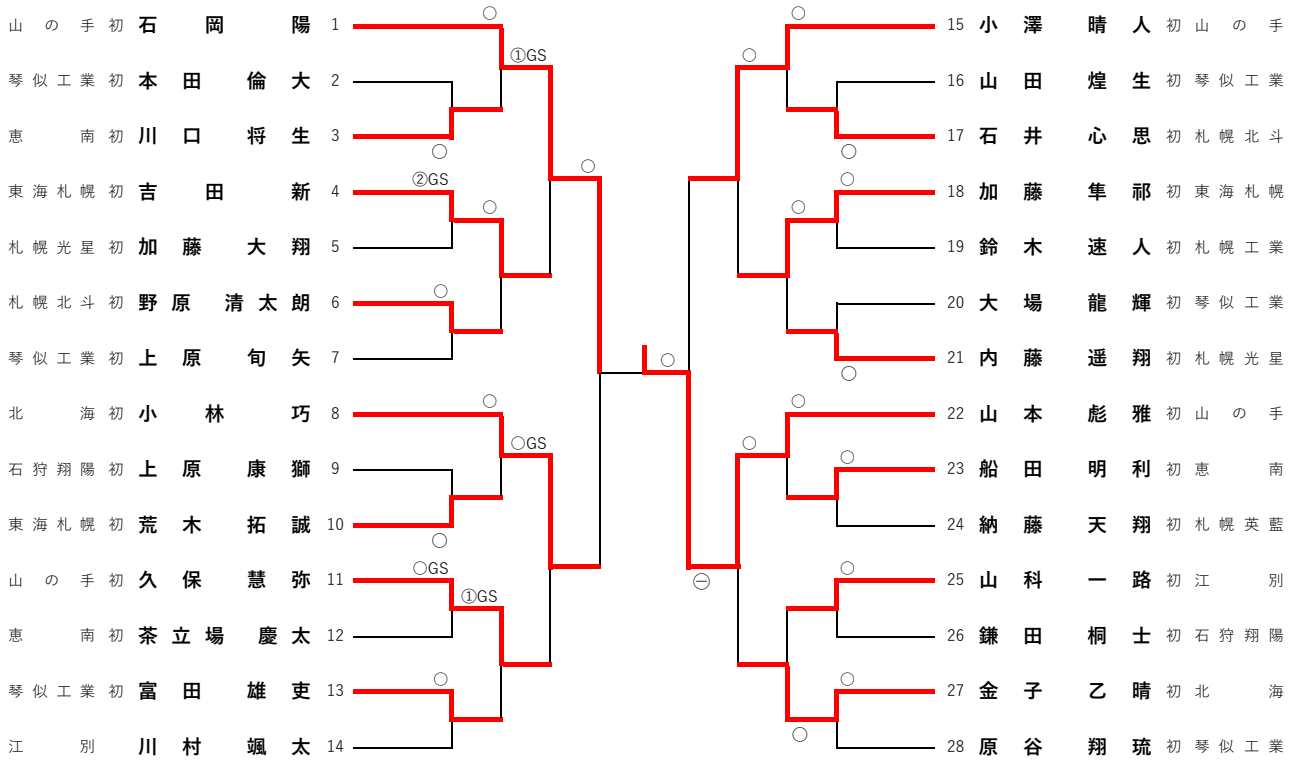 ○ ○
山の手 初 石岡陽 1 15 小澤晴人 初 山の手
①GS ○
琴似工業 初 本田倫大 2 16 山田煌生 初 琴似工業
恵南 初 川口将生 3 17 石井心思 初 札幌北斗
○ ○
○
②GS ○
東海札幌 初 吉田新 4 18 加藤隼祁 初 東海札幌
○ ○
札幌光星 初 加藤大翔 5 19 鈴木速人 初 札幌工業
○
札幌北斗 初 野原清太朗 6 20 大場龍輝 初 琴似工業
琴似工業 初 上原旬矢 7 21 内藤遥翔 初 札幌光星
○ ○
○ ○
北海 初 小林巧 8 22 山本彪雅 初 山の手
○GS ○ ○
石狩翔陽 初 上原康獅 9 23 船田明利 初 恵南
東海札幌 初 荒木拓誠 10 24 納藤天翔 初 札幌英藍
○
○GS ○
山の手 初 久保慧弥 11 ㊀ 25 山科一路 初 江別
①GS
恵南 初 茶立場慶太 12 26 鎌田桐士 初 石狩翔陽
○ ○
琴似工業 初 富田雄吏 13 27 金子乙晴 初 北海
○
江別 川村颯太 14 28 原谷翔琉 初 琴似工業